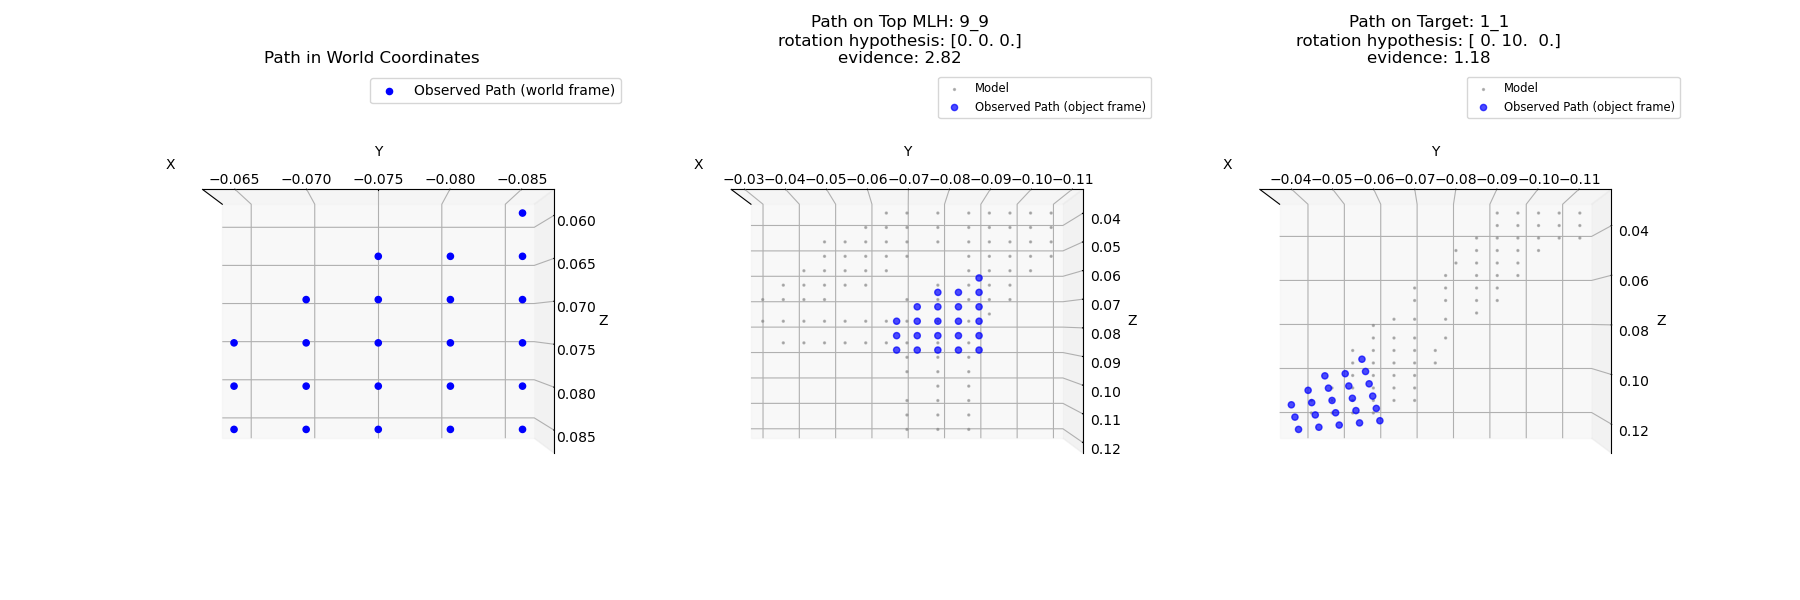 Path in World Coordinates
Observed Path (world frame)
X
Y
−0.065 −0.070 −0.075 −0.080 −0.085
0.060
0.065
0.070
Z
0.075
0.080
0.085
Path on Top MLH: 9_9
rotation hypothesis: [0. 0. 0.]
evidence: 2.82
Model
Observed Path (object frame)
X
Y
−0.03 −0.04 −0.05 −0.06 −0.07 −0.08 −0.09 −0.10 −0.11
0.04
0.05
0.06
0.07
Z
0.08
0.09
0.10
0.11
0.12
Path on Target: 1_1
rotation hypothesis: [ 0. 10.  0.]
evidence: 1.18
Model
Observed Path (object frame)
X
Y
−0.04 −0.05 −0.06 −0.07 −0.08 −0.09 −0.10 −0.11
0.04
0.06
Z
0.08
0.10
0.12